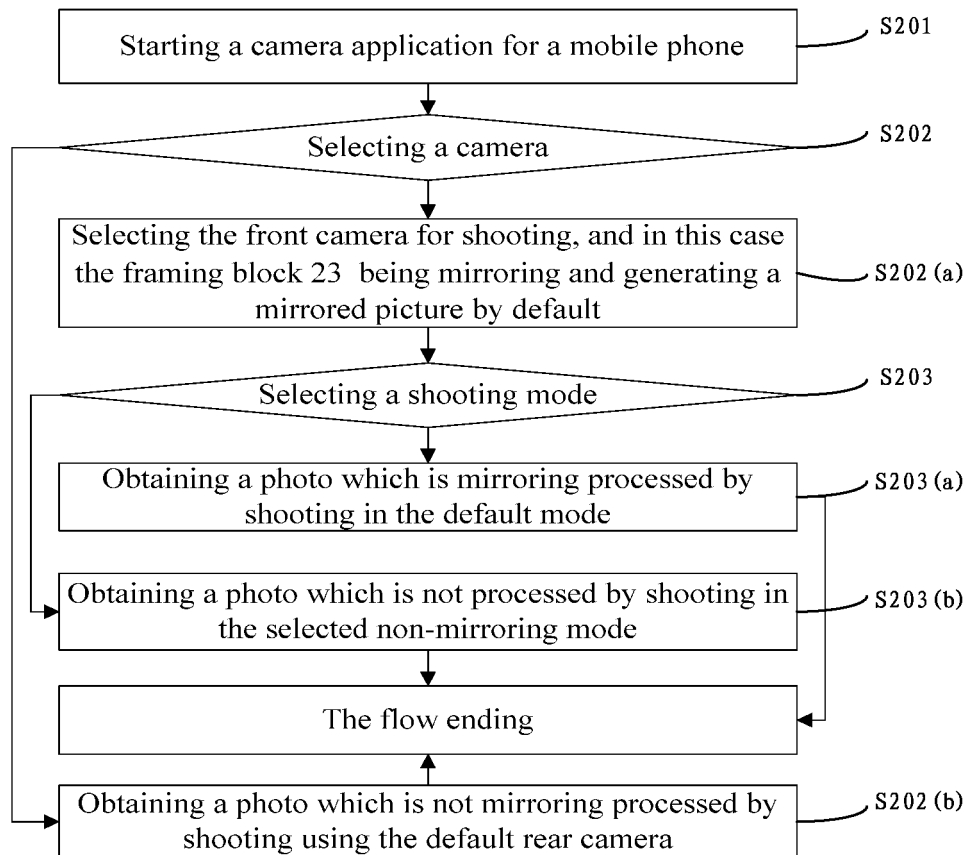 Starting a camera application for a mobile phone
S201
Selecting a camera
S202
Selecting the front camera for shooting, and in this case
the framing block 23 being mirroring and generating a
mirrored picture by default
S202(a)
Selecting a shooting mode
S203
Obtaining a photo which is mirroring processed by
shooting in the default mode
S203(a)
Obtaining a photo which is not processed by shooting in
the selected non-mirroring mode
S203(b)
The flow ending
Obtaining a photo which is not mirroring processed by
shooting using the default rear camera
S202(b)